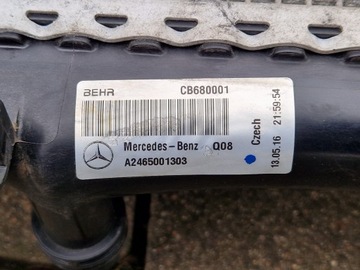 BEHR CB680001
Mercedes-Benz Q08
A2465001303
Czech
13.05.16 21:59:54